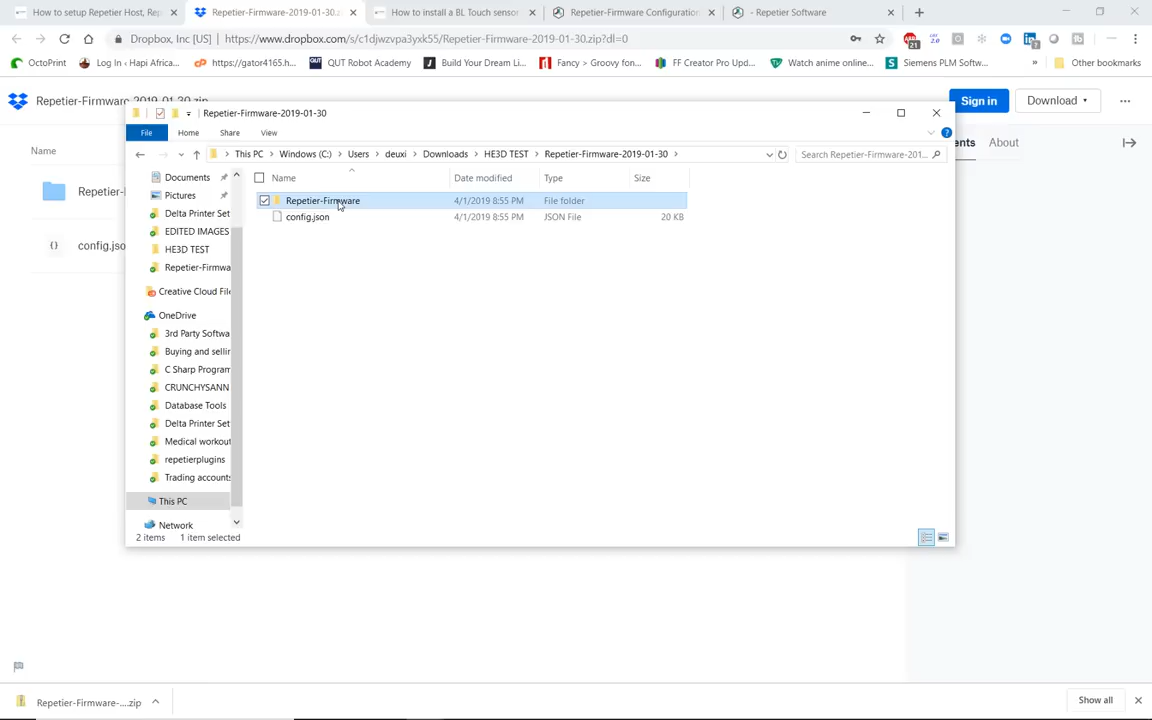 How to setup Repetier Host, Rep
Repetier-Firmware-2019-01-30.z
How to install a BL Touch sensor
Repetier-Firmware Configuration
- Repetier Software
Dropbox, Inc [US] | https://www.dropbox.com/s/c1djwzvpa3yxk55/Repetier-Firmware-2019-01-30.zip?dl=0
OctoPrint
Log In ‹ Hapi Africa...
https://gator4165.h...
QUT Robot Academy
Build Your Dream Li...
Fancy > Groovy fon...
FF Creator Pro Upd...
Watch anime online...
Siemens PLM Softw...
»
Other bookmarks
Repetier-Firmware-2019-01-30.zip
Sign in
Download
Repetier-Firmware-2019-01-30
File
Home
Share
View
This PC > Windows (C:) > Users > deuxi > Downloads > HE3D TEST > Repetier-Firmware-2019-01-30 >
Search Repetier-Firmware-201...
ents
About
Name
Name
Date modified
Type
Size
Repetier-Firmware
4/1/2019 8:55 PM
File folder
config.json
4/1/2019 8:55 PM
JSON File
20 KB
Repetier-
config.jso
Documents
Pictures
Delta Printer Set
EDITED IMAGES
HE3D TEST
Repetier-Firmwa
Creative Cloud File
OneDrive
3rd Party Softwa
Buying and sellin
C Sharp Program
CRUNCHYSANN
Database Tools
Delta Printer Set
Medical workout
repetierplugins
Trading accounts
This PC
Network
2 items
1 item selected
Repetier-Firmware-....zip
Show all